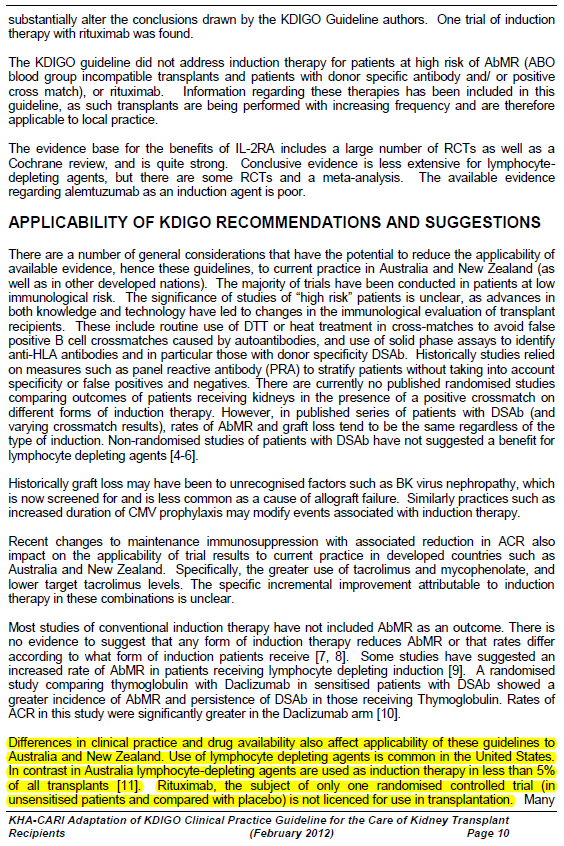 substantially alter the conclusions drawn by the KDIGO Guideline authors. One trial of induction
therapy with rituximab was found.
The KDIGO guideline did not address induction therapy for patients at high risk of AbMR (ABO
blood group incompatible transplants and patients with donor specific antibody and/ or positive
cross match), or rituximab. Information regarding these therapies has been included in this
guideline, as such transplants are being performed with increasing frequency and are therefore
applicable to local practice.
The evidence base for the benefits of IL-2RA includes a large number of RCTs as well as a
Cochrane review, and is quite strong. Conclusive evidence is less extensive for lymphocyte-
depleting agents, but there are some RCTs and a meta-analysis. The available evidence
regarding alemtuzumab as an induction agent is poor.
APPLICABILITY OF KDIGO RECOMMENDATIONS AND SUGGESTIONS
There are a number of general considerations that have the potential to reduce the applicability of
available evidence, hence these guidelines, to current practice in Australia and New Zealand (as
well as in other developed nations). The majority of trials have been conducted in patients at low
immunological risk. The significance of studies of “high risk” patients is unclear, as advances in
both knowledge and technology have led to changes in the immunological evaluation of transplant
recipients. These include routine use of DTT or heat treatment in cross-matches to avoid false
positive B cell crossmatches caused by autoantibodies, and use of solid phase assays to identify
anti-HLA antibodies and in particular those with donor specificity DSAb. Historically studies relied
on measures such as panel reactive antibody (PRA) to stratify patients without taking into account
specificity or false positives and negatives. There are currently no published randomised studies
comparing outcomes of patients receiving kidneys in the presence of a positive crossmatch on
different forms of induction therapy. However, in published series of patients with DSAb (and
varying crossmatch results), rates of AbMR and graft loss tend to be the same regardless of the
type of induction. Non-randomised studies of patients with DSAb have not suggested a benefit for
lymphocyte depleting agents [4-6].
Historically graft loss may have been to unrecognised factors such as BK virus nephropathy, which
is now screened for and is less common as a cause of allograft failure. Similarly practices such as
increased duration of CMV prophylaxis may modify events associated with induction therapy.
Recent changes to maintenance immunosuppression with associated reduction in ACR also
impact on the applicability of trial results to current practice in developed countries such as
Australia and New Zealand. Specifically, the greater use of tacrolimus and mycophenolate, and
lower target tacrolimus levels. The specific incremental improvement attributable to induction
therapy in these combinations is unclear.
Most studies of conventional induction therapy have not included AbMR as an outcome. There is
no evidence to suggest that any form of induction therapy reduces AbMR or that rates differ
according to what form of induction patients receive [7, 8]. Some studies have suggested an
increased rate of AbMR in patients receiving lymphocyte depleting induction [9]. A randomised
study comparing thymoglobulin with Daclizumab in sensitised patients with DSAb showed a
greater incidence of AbMR and persistence of DSAb in those receiving Thymoglobulin. Rates of
ACR in this study were significantly greater in the Daclizumab arm [10].
Differences in clinical practice and drug availability also affect applicability of these guidelines to
Australia and New Zealand. Use of lymphocyte depleting agents is common in the United States.
In contrast in Australia lymphocyte-depleting agents are used as induction therapy in less than 5%
of all transplants [11]. Rituximab, the subject of only one randomised controlled trial (in
unsensitised patients and compared with placebo) is not licenced for use in transplantation. Many
KHA-CARI Adaptation of KDIGO Clinical Practice Guideline for the Care of Kidney Transplant
Recipients (February 2012) Page 10